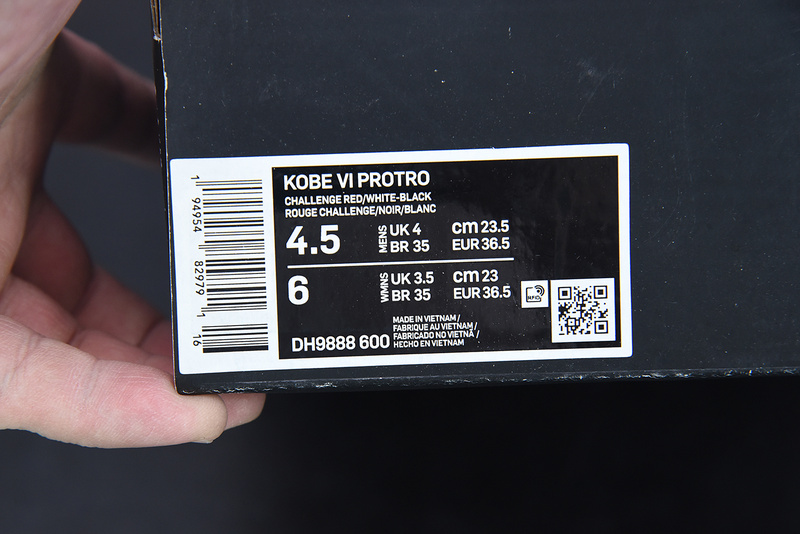 KOBE VI PROTRO
CHALLENGE RED/WHITE-BLACK
ROUGE CHALLENGE/NOIR/BLANC
4.5 MENS UK 4 cm 23.5
BR 35 EUR 36.5
6 WMNS UK 3.5 cm 23
BR 35 EUR 36.5
MADE IN VIETNAM /
FABRIQUE AU VIETNAM /
FABRICADO NO VIETNÃ /
HECHO EN VIETNAM
DH9888 600
1 94954 82979 1 16